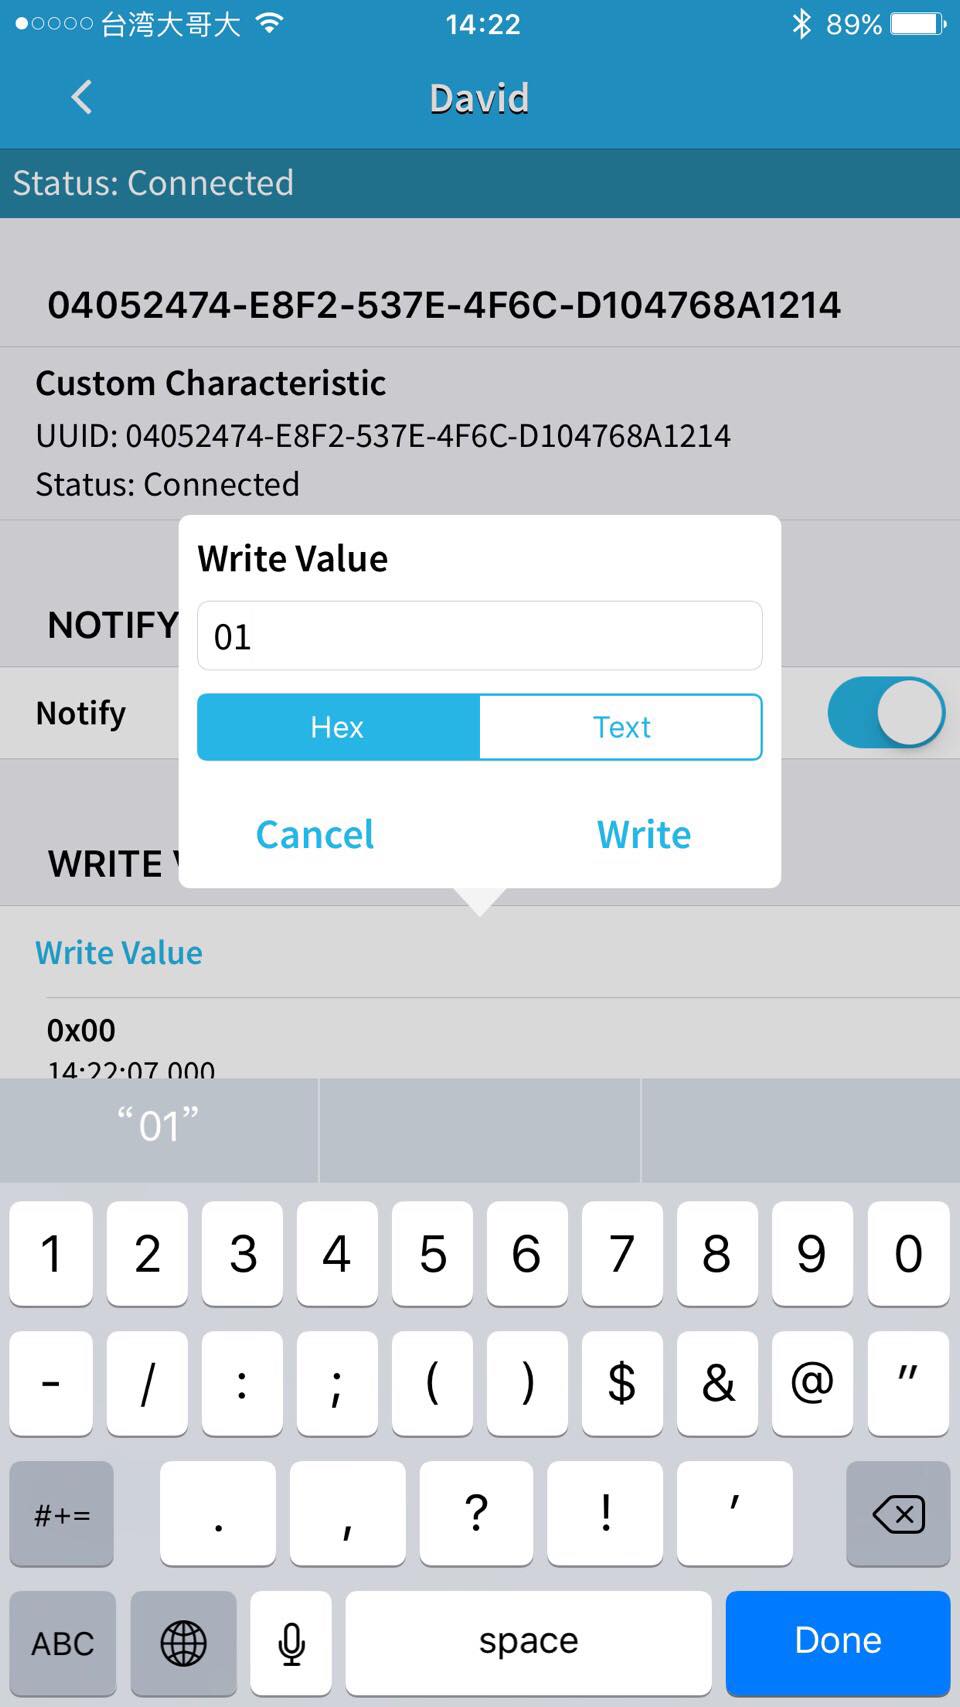 台湾大哥大 14:22 89%
David
Status: Connected
04052474-E8F2-537E-4F6C-D104768A1214
Custom Characteristic
UUID: 04052474-E8F2-537E-4F6C-D104768A1214
Status: Connected
Write Value
NOTIFY
01
Notify
Hex Text
Cancel Write
WRITE
Write Value
0x00
14:22:07.000
“01”
1 2 3 4 5 6 7 8 9 0
- / : ; ( ) $ & @ "
#+= . , ? ! '
ABC space Done